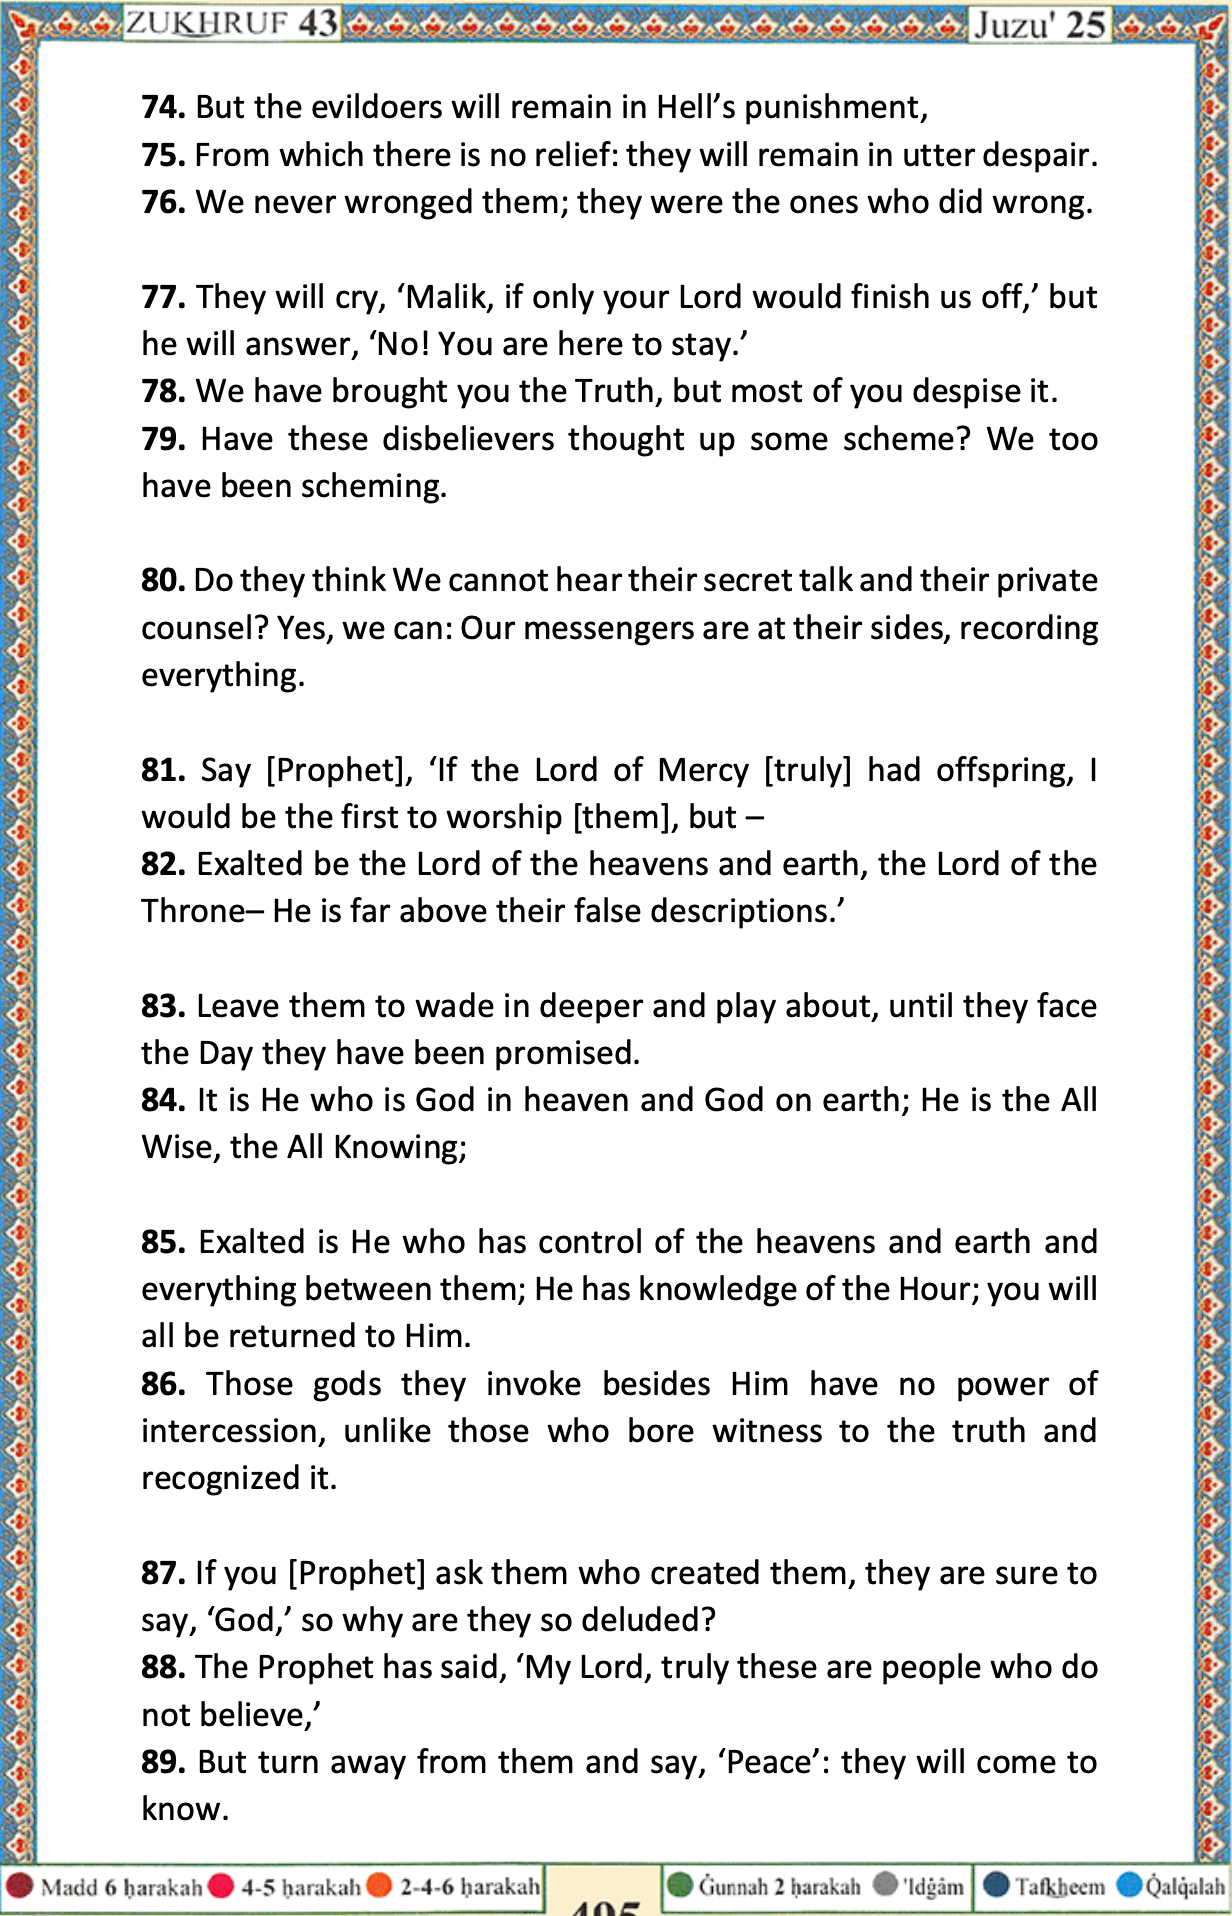 ZUKHRUF 43
Juzu' 25
74. But the evildoers will remain in Hell’s punishment,
75. From which there is no relief: they will remain in utter despair.
76. We never wronged them; they were the ones who did wrong.
77. They will cry, ‘Malik, if only your Lord would finish us off,’ but
he will answer, ‘No! You are here to stay.’
78. We have brought you the Truth, but most of you despise it.
79. Have these disbelievers thought up some scheme? We too
have been scheming.
80. Do they think We cannot hear their secret talk and their private
counsel? Yes, we can: Our messengers are at their sides, recording
everything.
81. Say [Prophet], ‘If the Lord of Mercy [truly] had offspring, I
would be the first to worship [them], but –
82. Exalted be the Lord of the heavens and earth, the Lord of the
Throne– He is far above their false descriptions.’
83. Leave them to wade in deeper and play about, until they face
the Day they have been promised.
84. It is He who is God in heaven and God on earth; He is the All
Wise, the All Knowing;
85. Exalted is He who has control of the heavens and earth and
everything between them; He has knowledge of the Hour; you will
all be returned to Him.
86. Those gods they invoke besides Him have no power of
intercession, unlike those who bore witness to the truth and
recognized it.
87. If you [Prophet] ask them who created them, they are sure to
say, ‘God,’ so why are they so deluded?
88. The Prophet has said, ‘My Lord, truly these are people who do
not believe,’
89. But turn away from them and say, ‘Peace’: they will come to
know.
Madd 6 ḥarakah 4-5 ḥarakah 2-4-6 ḥarakah
495
Ġunnah 2 ḥarakah 'Idġâm Tafkheem Qalqalah